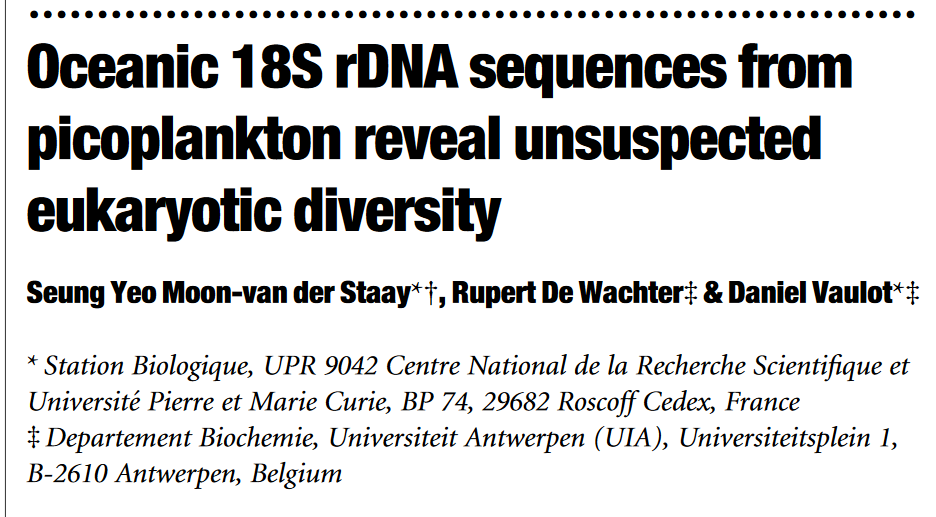 Oceanic 18S rDNA sequences from
picoplankton reveal unsuspected
eukaryotic diversity
Seung Yeo Moon-van der Staay*†, Rupert De Wachter‡ & Daniel Vaulot*‡
* Station Biologique, UPR 9042 Centre National de la Recherche Scientifique et
Université Pierre et Marie Curie, BP 74, 29682 Roscoff Cedex, France
‡ Departement Biochemie, Universiteit Antwerpen (UIA), Universiteitsplein 1,
B-2610 Antwerpen, Belgium